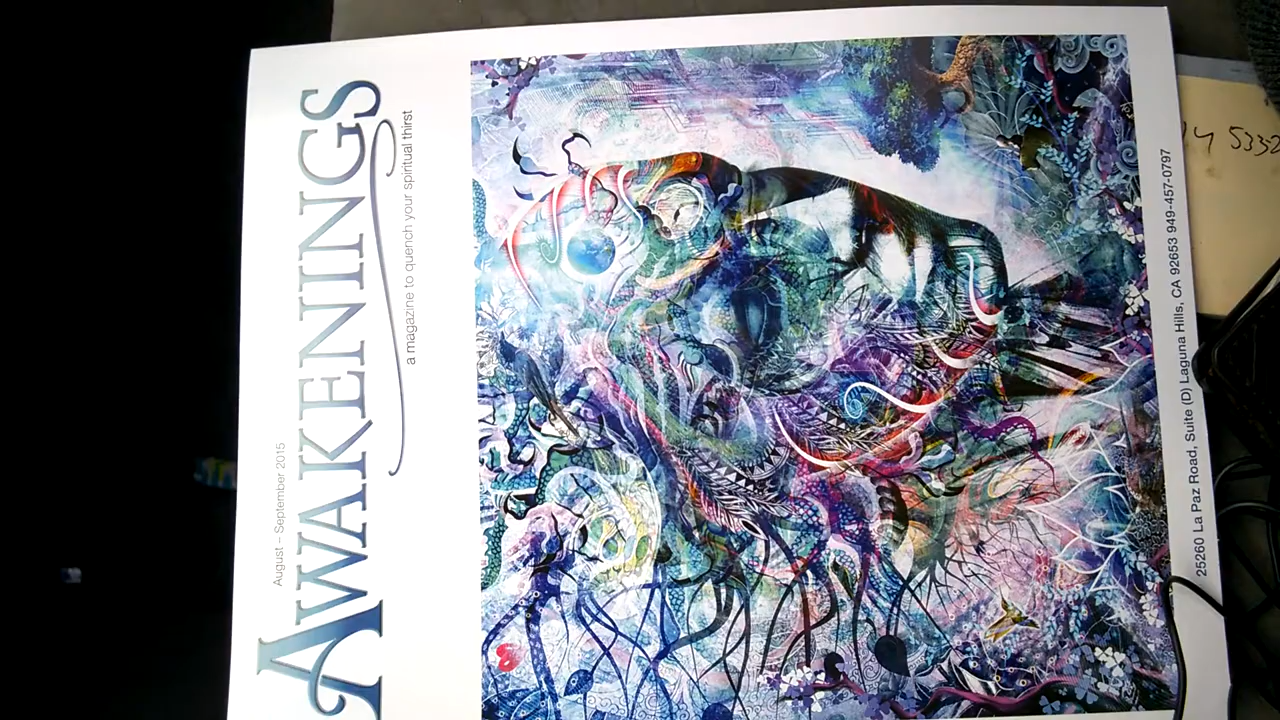 August – September 2015
AWAKENINGS
a magazine to quench your spiritual thirst
25260 La Paz Road, Suite (D) Laguna Hills, CA 92653 949-457-0797